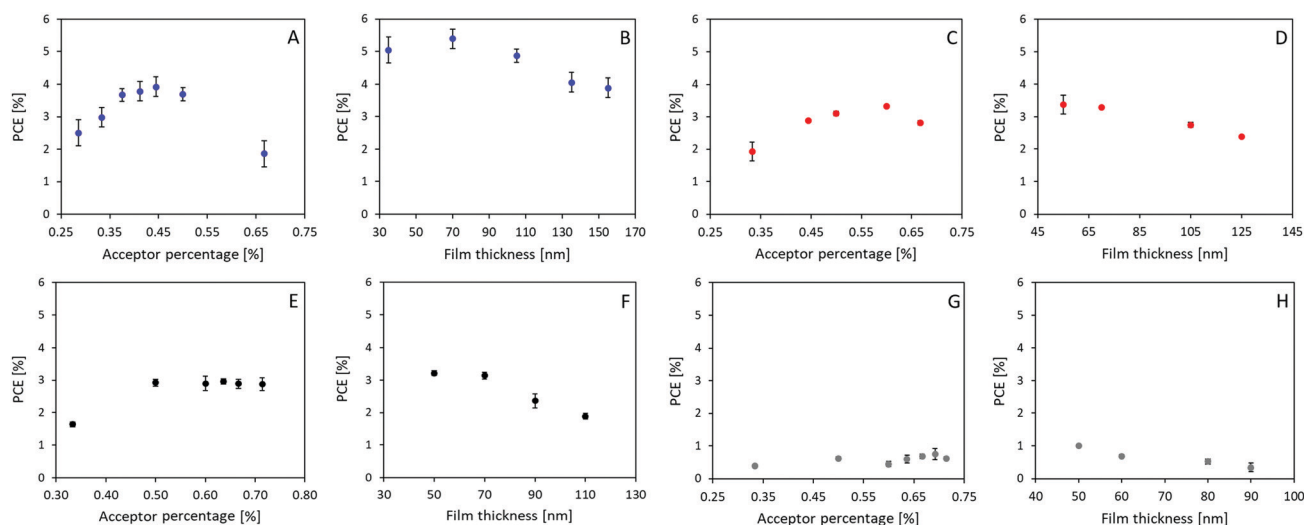 A
PCE [%]
6
5
4
3
2
1
0
0.25 0.35 0.45 0.55 0.65 0.75
Acceptor percentage [%]
B
PCE [%]
6
5
4
3
2
1
0
30 50 70 90 110 130 150 170
Film thickness [nm]
C
PCE [%]
6
5
4
3
2
1
0
0.25 0.35 0.45 0.55 0.65 0.75
Acceptor percentage [%]
D
PCE [%]
6
5
4
3
2
1
0
45 65 85 105 125 145
Film thickness [nm]
E
PCE [%]
6
5
4
3
2
1
0
0.30 0.40 0.50 0.60 0.70 0.80
Acceptor percentage [%]
F
PCE [%]
6
5
4
3
2
1
0
30 50 70 90 110 130
Film thickness [nm]
G
PCE [%]
6
5
4
3
2
1
0
0.25 0.35 0.45 0.55 0.65 0.75
Acceptor percentage [%]
H
PCE [%]
6
5
4
3
2
1
0
40 50 60 70 80 90 100
Film thickness [nm]